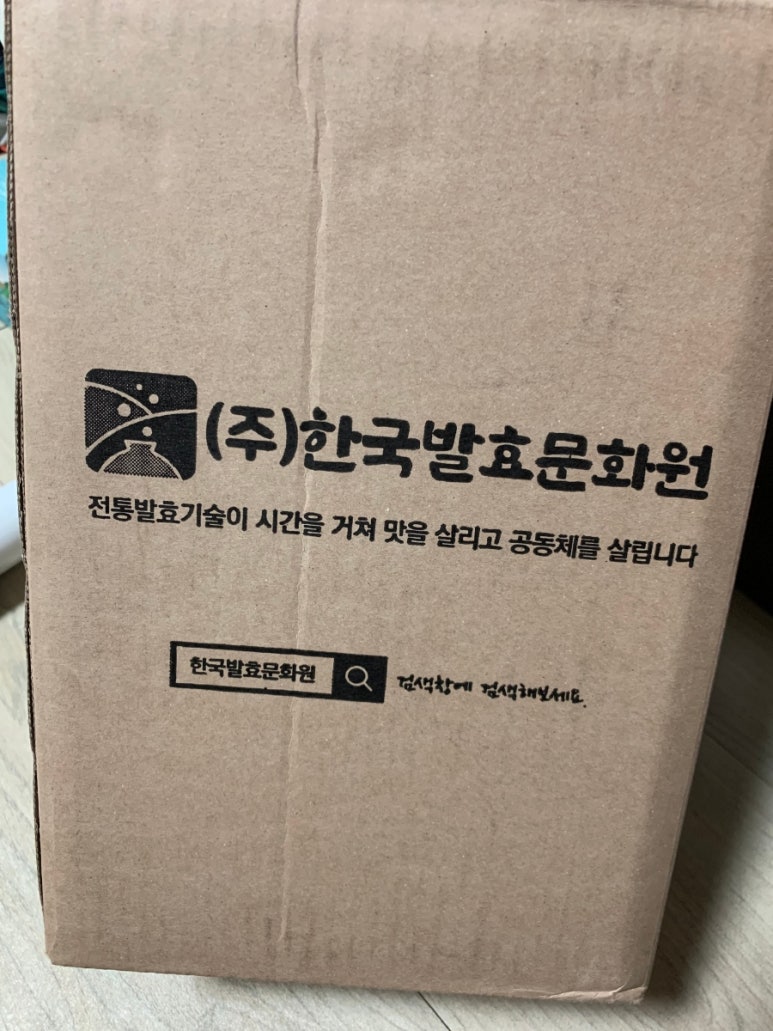 (주)한국발효문화원
전통발효기술이 시간을 거쳐 맛을 살리고 공동체를 살립니다
한국발효문화원 검색창에 검색해보세요.